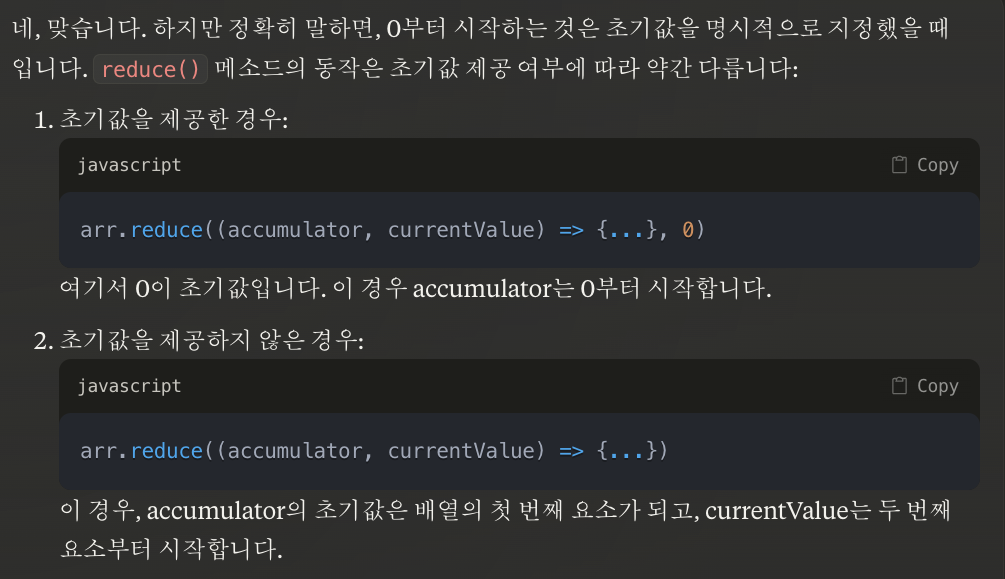 네, 맞습니다. 하지만 정확히 말하면, 0부터 시작하는 것은 초기값을 명시적으로 지정했을 때
입니다. reduce() 메소드의 동작은 초기값 제공 여부에 따라 약간 다릅니다:
1. 초기값을 제공한 경우:
javascript Copy
arr.reduce((accumulator, currentValue) => {...}, 0)
여기서 0이 초기값입니다. 이 경우 accumulator는 0부터 시작합니다.
2. 초기값을 제공하지 않은 경우:
javascript Copy
arr.reduce((accumulator, currentValue) => {...})
이 경우, accumulator의 초기값은 배열의 첫 번째 요소가 되고, currentValue는 두 번째
요소부터 시작합니다.